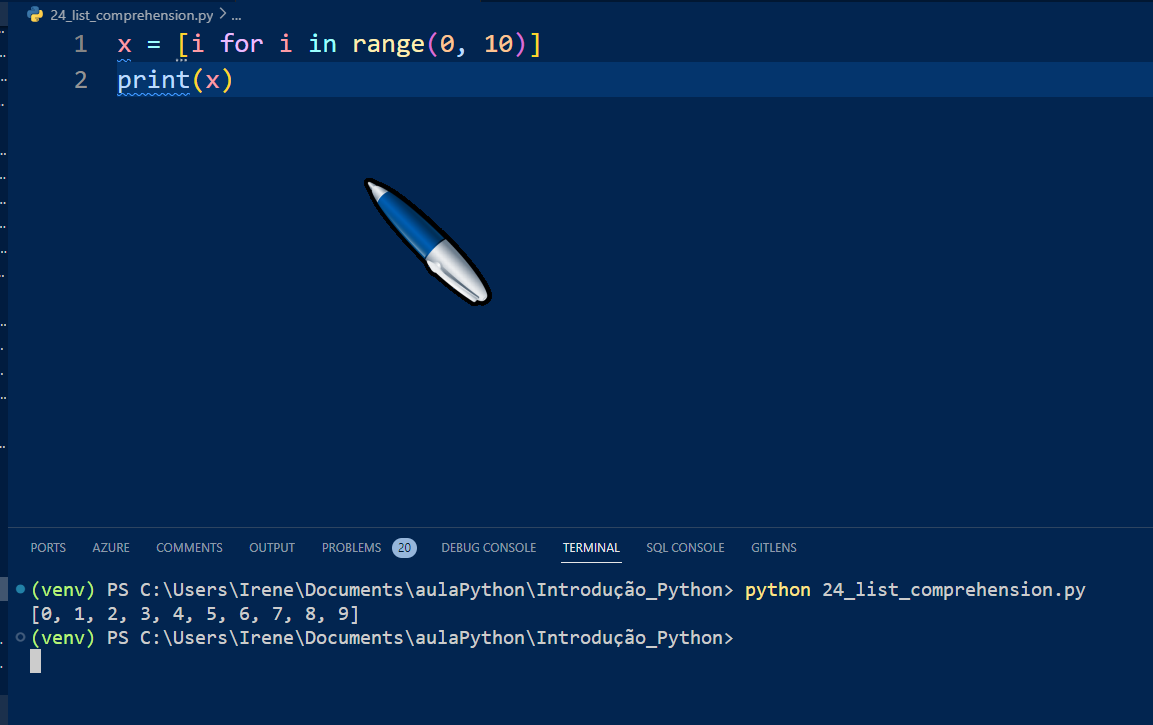 24_list_comprehension.py > ...
1 x = [i for i in range(0, 10)]
2 print(x)
PORTS AZURE COMMENTS OUTPUT PROBLEMS 20 DEBUG CONSOLE TERMINAL SQL CONSOLE GITLENS
(venv) PS C:\Users\Irene\Documents\aulaPython\Introdução_Python> python 24_list_comprehension.py
[0, 1, 2, 3, 4, 5, 6, 7, 8, 9]
(venv) PS C:\Users\Irene\Documents\aulaPython\Introdução_Python>